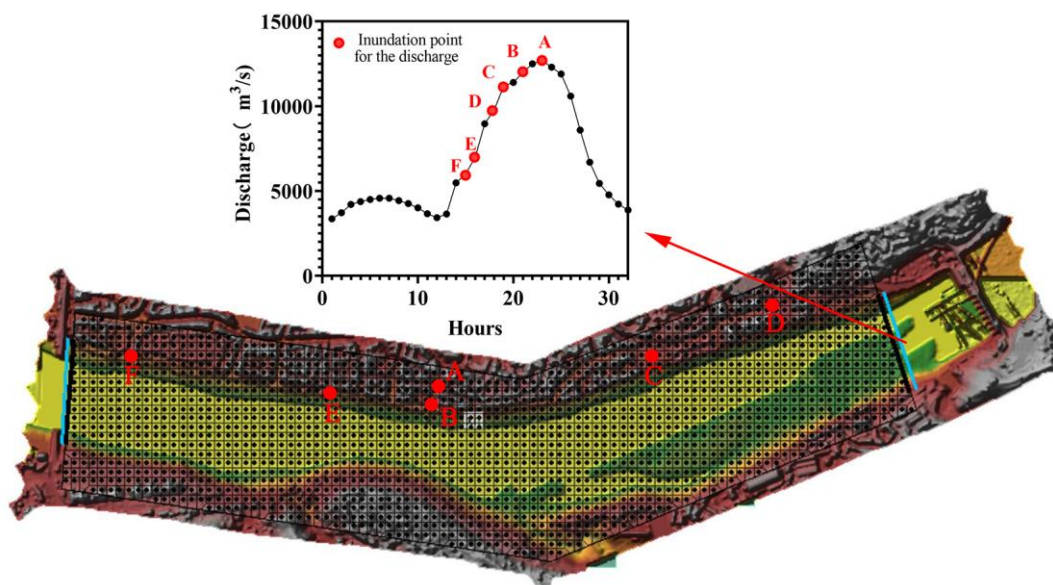 15000
Inundation point
for the discharge
A
B
C
10000
D
E
F
5000
0
Discharge( m³/s)
0 10 20 30
Hours
D
C
F
A
E
B